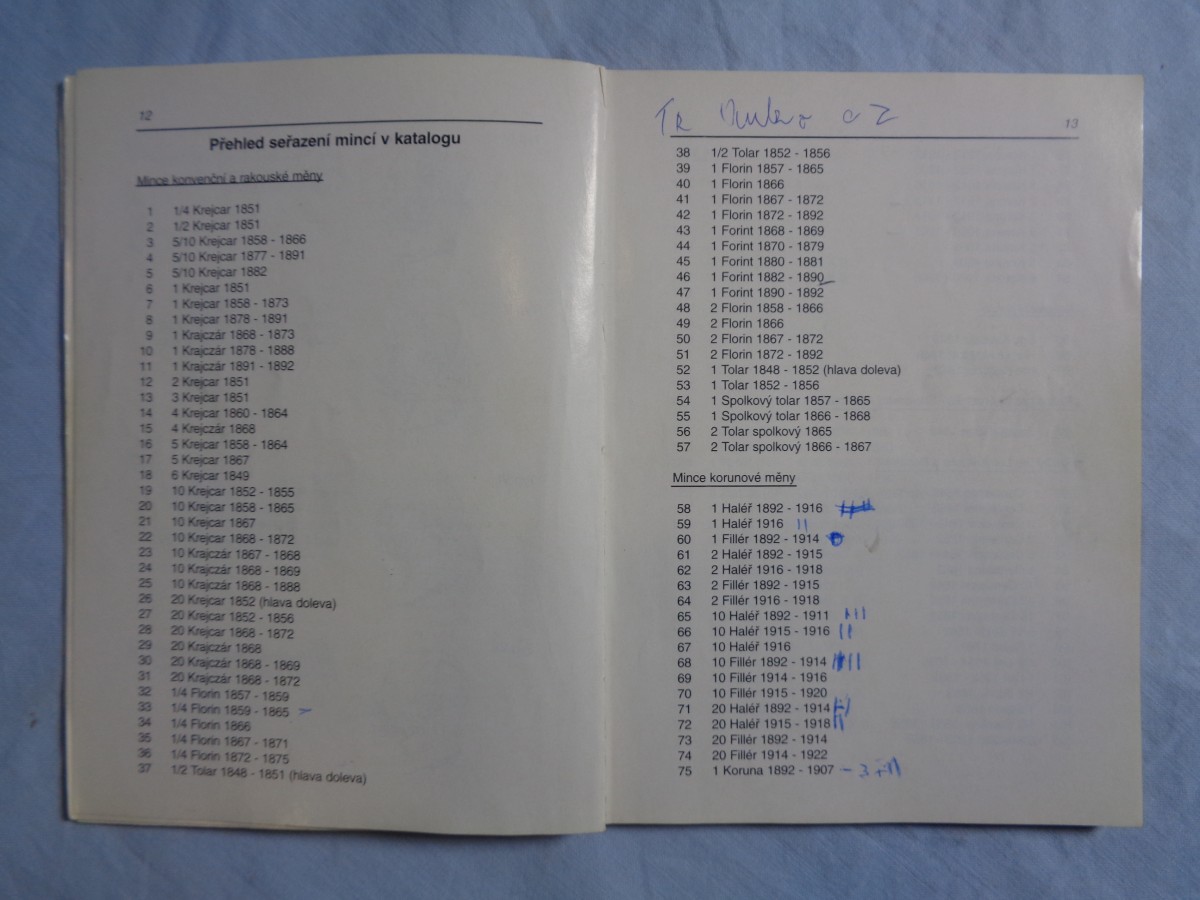 12
Přehled seřazení mincí v katalogu
Mince konvenční a rakouské měny
1 1/4 Krejcar 1851
2 1/2 Krejcar 1851
3 5/10 Krejcar 1858 - 1866
4 5/10 Krejcar 1877 - 1891
5 5/10 Krejcar 1882
6 1 Krejcar 1851
7 1 Krejcar 1858 - 1873
8 1 Krejcar 1878 - 1891
9 1 Krajczár 1868 - 1873
10 1 Krajczár 1878 - 1888
11 1 Krajczár 1891 - 1892
12 2 Krejcar 1851
13 3 Krejcar 1851
14 4 Krejcar 1860 - 1864
15 4 Krejczár 1868
16 5 Krejcar 1858 - 1864
17 5 Krejcar 1867
18 6 Krejcar 1849
19 10 Krejcar 1852 - 1855
20 10 Krejcar 1858 - 1865
21 10 Krejcar 1867
22 10 Krejcar 1868 - 1872
23 10 Krajczár 1867 - 1868
24 10 Krajczár 1868 - 1869
25 10 Krajczár 1868 - 1888
26 20 Krejcar 1852 (hlava doleva)
27 20 Krejcar 1852 - 1856
28 20 Krejcar 1868 - 1872
29 20 Krajczár 1868
30 20 Krajczár 1868 - 1869
31 20 Krajczár 1868 - 1872
32 1/4 Florin 1857 - 1859
33 1/4 Florin 1859 - 1865
34 1/4 Florin 1866
35 1/4 Florin 1867 - 1871
36 1/4 Florin 1872 - 1875
37 1/2 Tolar 1848 - 1851 (hlava doleva)
13
38 1/2 Tolar 1852 - 1856
39 1 Florin 1857 - 1865
40 1 Florin 1866
41 1 Florin 1867 - 1872
42 1 Florin 1872 - 1892
43 1 Forint 1868 - 1869
44 1 Forint 1870 - 1879
45 1 Forint 1880 - 1881
46 1 Forint 1882 - 1890
47 1 Forint 1890 - 1892
48 2 Florin 1858 - 1866
49 2 Florin 1866
50 2 Florin 1867 - 1872
51 2 Florin 1872 - 1892
52 1 Tolar 1848 - 1852 (hlava doleva)
53 1 Tolar 1852 - 1856
54 1 Spolkový tolar 1857 - 1865
55 1 Spolkový tolar 1866 - 1868
56 2 Tolar spolkový 1865
57 2 Tolar spolkový 1866 - 1867
Mince korunové měny
58 1 Haléř 1892 - 1916
59 1 Haléř 1916
60 1 Fillér 1892 - 1914
61 2 Haléř 1892 - 1915
62 2 Haléř 1916 - 1918
63 2 Fillér 1892 - 1915
64 2 Fillér 1916 - 1918
65 10 Haléř 1892 - 1911
66 10 Haléř 1915 - 1916
67 10 Haléř 1916
68 10 Fillér 1892 - 1914
69 10 Fillér 1914 - 1916
70 10 Fillér 1915 - 1920
71 20 Haléř 1892 - 1914
72 20 Haléř 1915 - 1918
73 20 Fillér 1892 - 1914
74 20 Fillér 1914 - 1922
75 1 Koruna 1892 - 1907 - 3